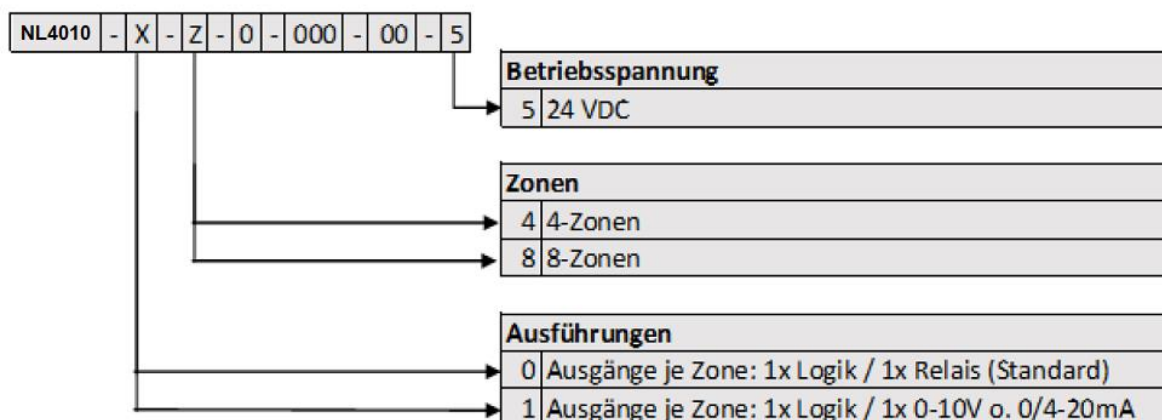 NL4010 - X - Z - 0 - 000 - 00 - 5
Betriebsspannung
5 24 VDC
Zonen
4 4-Zonen
8 8-Zonen
Ausführungen
0 Ausgänge je Zone: 1x Logik / 1x Relais (Standard)
1 Ausgänge je Zone: 1x Logik / 1x 0-10V o. 0/4-20mA